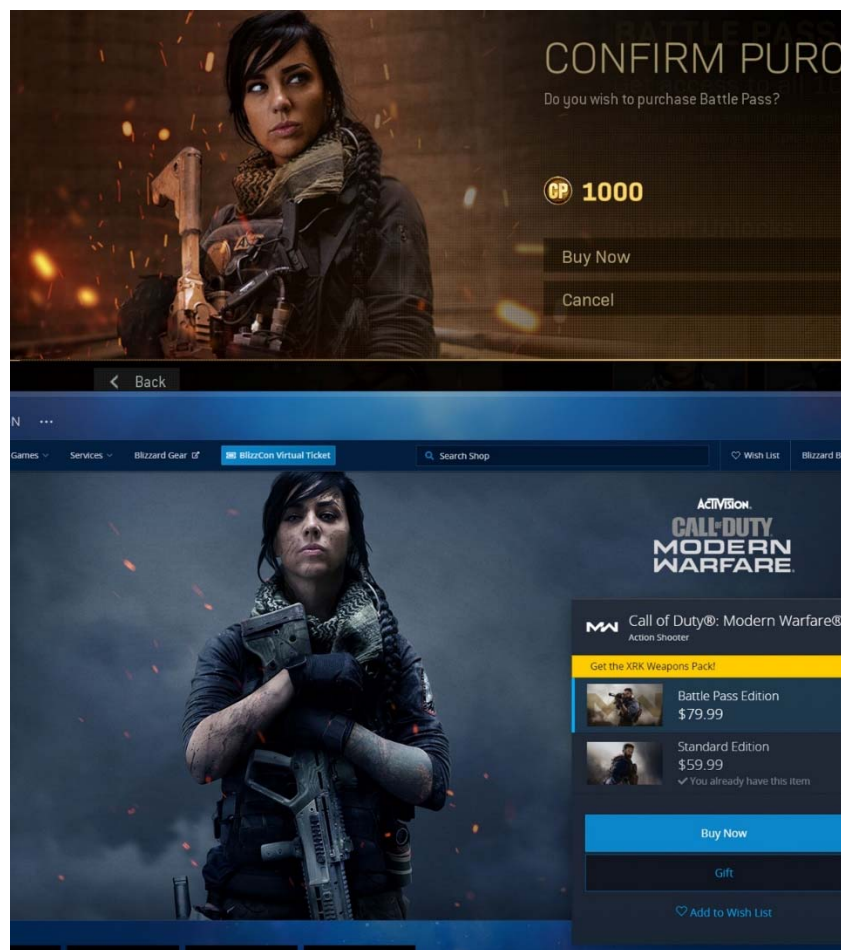 CONFIRM PURC
Do you wish to purchase Battle Pass?
CP 1000
Buy Now
Cancel
Back
N ...
Games Services Blizzard Gear BlizzCon Virtual Ticket Search Shop Wish List Blizzard B
ACTIVISION.
CALL OF DUTY
MODERN
WARFARE.
MW Call of Duty®: Modern Warfare®
Action Shooter
Get the XRK Weapons Pack!
Battle Pass Edition
$79.99
Standard Edition
$59.99
You already have this item
Buy Now
Gift
Add to Wish List